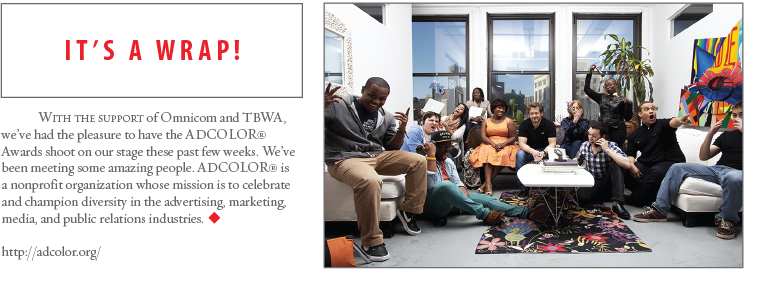 IT'S A WRAP!
WITH THE SUPPORT of Omnicom and TBWA,
we've had the pleasure to have the ADCOLOR®
Awards shoot on our stage these past few weeks. We've
been meeting some amazing people. ADCOLOR® is
a nonprofit organization whose mission is to celebrate
and champion diversity in the advertising, marketing,
media, and public relations industries.
http://adcolor.org/